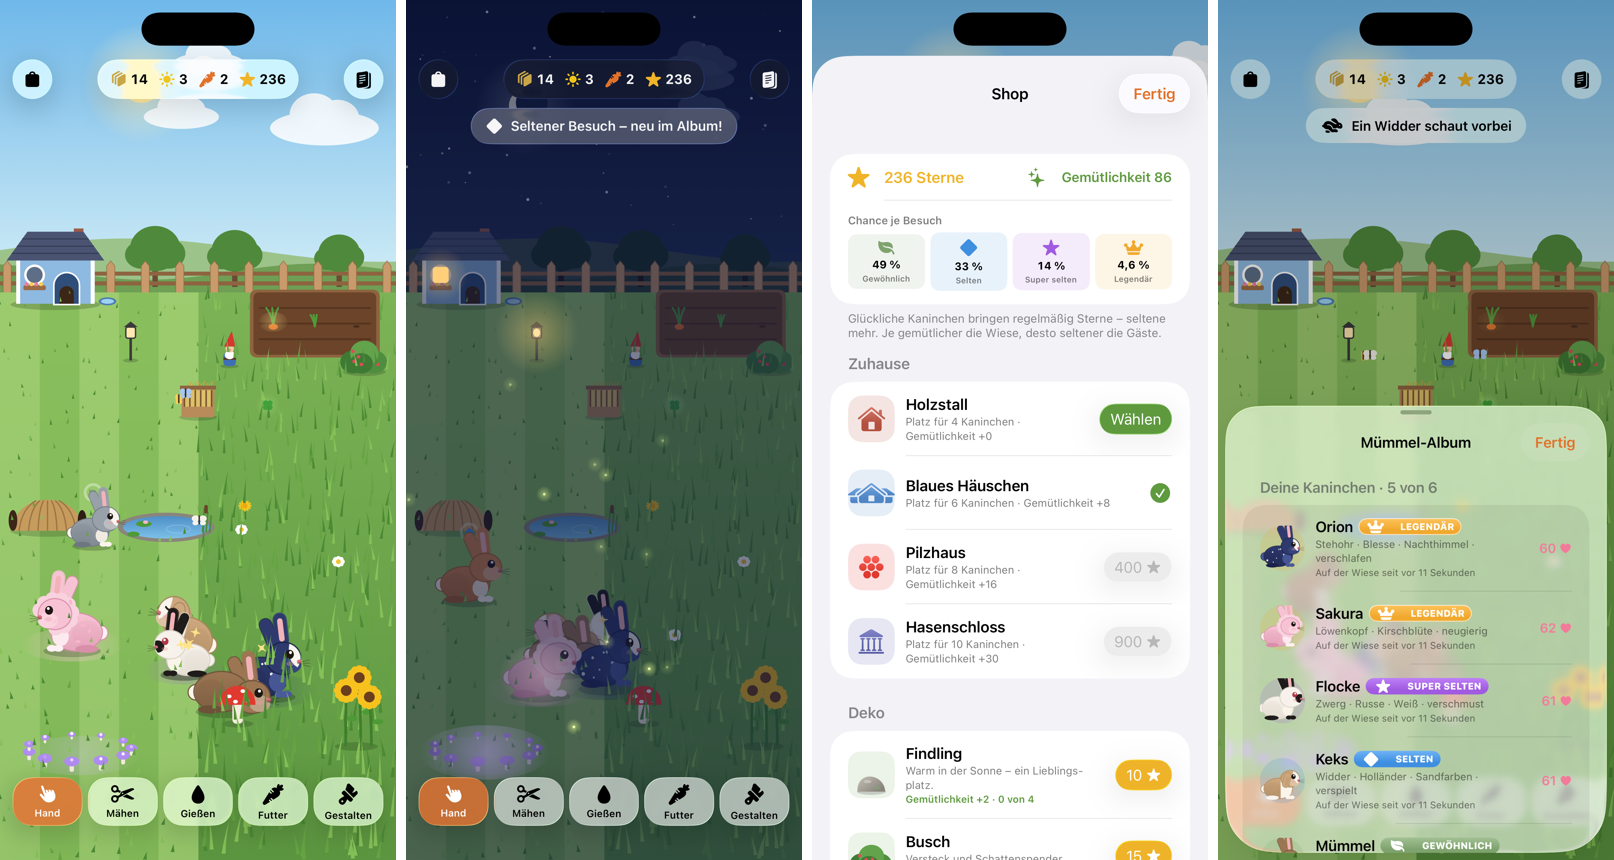 14 3 2 236
Hand Mähen Gießen Futter Gestalten
14 3 2 236
Seltener Besuch – neu im Album!
Hand Mähen Gießen Futter Gestalten
Shop
Fertig
236 Sterne
Gemütlichkeit 86
Chance je Besuch
49 % 33 % 14 % 4,6 %
Gewöhnlich Selten Super selten Legendär
Glückliche Kaninchen bringen regelmäßig Sterne – seltene
mehr. Je gemütlicher die Wiese, desto seltener die Gäste.
Zuhause
Holzstall
Platz für 4 Kaninchen ·
Gemütlichkeit +0
Wählen
Blaues Häuschen
Platz für 6 Kaninchen · Gemütlichkeit +8
Pilzhaus
Platz für 8 Kaninchen ·
Gemütlichkeit +16
400
Hasenschloss
Platz für 10 Kaninchen ·
Gemütlichkeit +30
900
Deko
Findling
Warm in der Sonne – ein Lieblings-
platz.
Gemütlichkeit +2 · 0 von 4
10
Busch
Versteck und Schattenspender
15
14 3 2 236
Ein Widder schaut vorbei
Mümmel-Album
Fertig
Deine Kaninchen · 5 von 6
Orion LEGENDÄR
Stehohr · Blesse · Nachthimmel ·
verschlafen
Auf der Wiese seit vor 11 Sekunden
60
Sakura LEGENDÄR
Löwenkopf · Kirschblüte · neugierig
Auf der Wiese seit vor 11 Sekunden
62
Flocke SUPER SELTEN
Zwerg · Russe · Weiß · verschmust
Auf der Wiese seit vor 11 Sekunden
61
Keks SELTEN
Widder · Holländer · Sandfarben ·
verspielt
Auf der Wiese seit vor 11 Sekunden
61
Mümmel GEWÖHNLICH